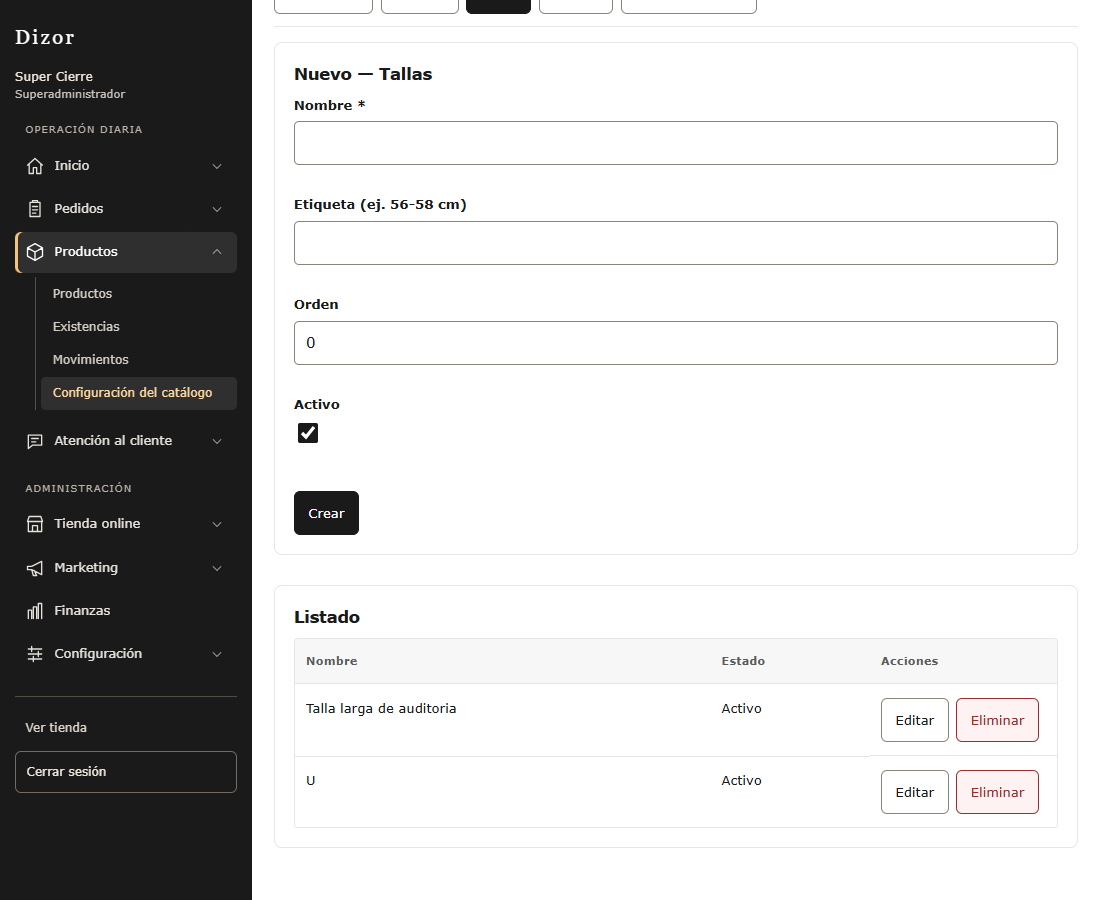 Dizor
Super Cierre
Superadministrador
OPERACIÓN DIARIA
Inicio
Pedidos
Productos
Productos
Existencias
Movimientos
Configuración del catálogo
Atención al cliente
ADMINISTRACIÓN
Tienda online
Marketing
Finanzas
Configuración
Ver tienda
Cerrar sesión
Nuevo — Tallas
Nombre *
Etiqueta (ej. 56-58 cm)
Orden
0
Activo
Crear
Listado
Nombre Estado Acciones
Talla larga de auditoria Activo Editar Eliminar
U Activo Editar Eliminar